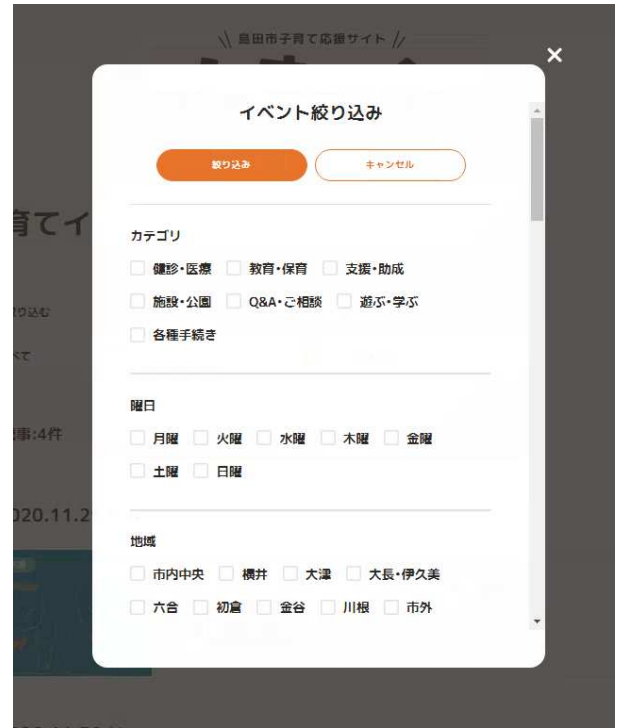 島田市子育て応援サイト
×
イベント絞り込み
絞り込み
キャンセル
カテゴリ
健診・医療 教育・保育 支援・助成
施設・公園 Q&A・ご相談 遊ぶ・学ぶ
各種手続き
曜日
月曜 火曜 水曜 木曜 金曜
土曜 日曜
地域
市内中央 横井 大津 大長・伊久美
六合 初倉 金谷 川根 市外
育てイ
り込む
べて
事:4件
020.11.2